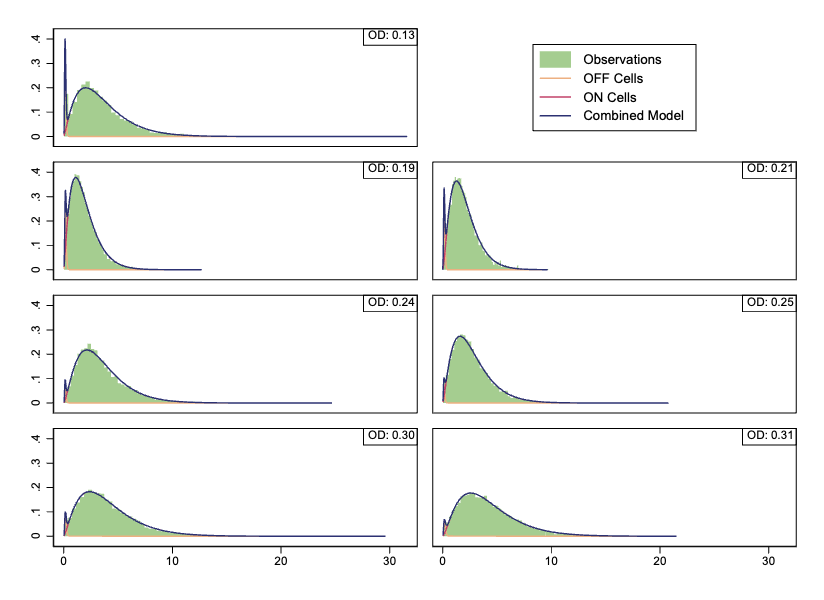 OD: 0.13
.4
.3
.2
.1
0
Observations
OFF Cells
ON Cells
Combined Model
OD: 0.19
.4
.3
.2
.1
0
OD: 0.21
OD: 0.24
.4
.3
.2
.1
0
OD: 0.25
OD: 0.30
.4
.3
.2
.1
0
OD: 0.31
0 10 20 30
0 10 20 30